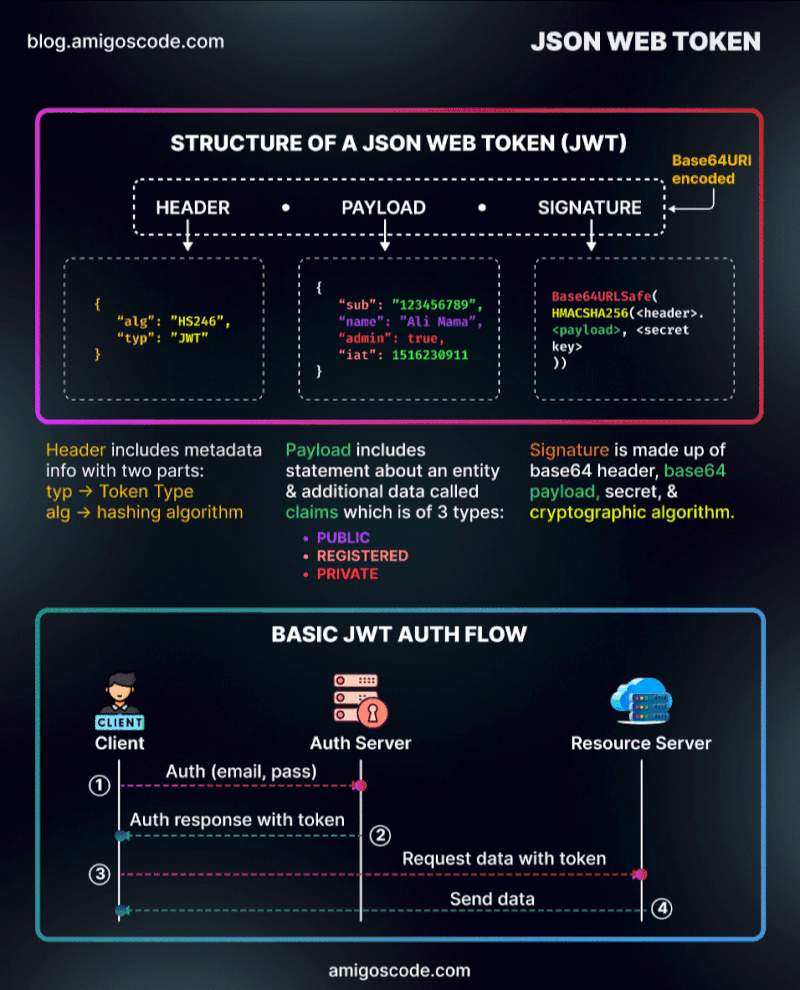 blog.amigoscode.com
JSON WEB TOKEN
STRUCTURE OF A JSON WEB TOKEN (JWT)
Base64URI
encoded
HEADER • PAYLOAD • SIGNATURE
{
“alg”: ”HS246”,
“typ”: ”JWT”
}
{
“sub”: ”123456789”,
“name”: ”Ali Mama”,
“admin”: true,
“iat”: 1516230911
}
Base64URLSafe(
HMACSHA256(<header>.
<payload>, <secret
key>
))
Header includes metadata
info with two parts:
typ → Token Type
alg → hashing algorithm
Payload includes
statement about an entity
& additional data called
claims which is of 3 types:
• PUBLIC
• REGISTERED
• PRIVATE
Signature is made up of
base64 header, base64
payload, secret, &
cryptographic algorithm.
BASIC JWT AUTH FLOW
CLIENT
Client
Auth Server
Resource Server
1
Auth (email, pass)
Auth response with token
2
3
Request data with token
Send data
4
amigoscode.com